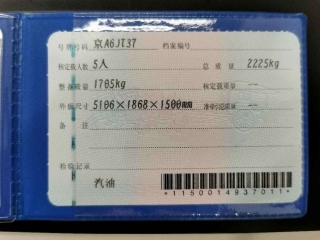 号牌号码 京A6JT37 档案编号
核定载人数 5人 总质量 2225kg
整备质量 1705kg 核定载质量 --
外廓尺寸 5106×1868×1500mm 准牵引总质量 --
备注
检验记录
汽油
*1150014937011*